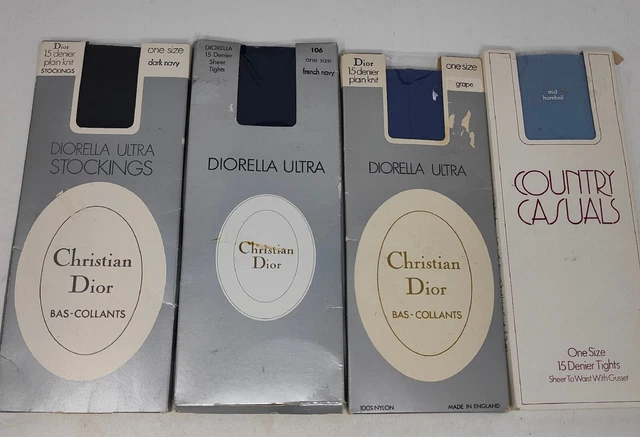 Dior
15 denier
plain knit
STOCKINGS
one size
dark navy
DIORELLA ULTRA
STOCKINGS
Christian
Dior
BAS-COLLANTS
DIORELLA
15 Denier
Sheer
Tights
106
one size
french navy
DIORELLA ULTRA
Christian
Dior
Dior
15 denier
plain knit
one size
grape
DIORELLA ULTRA
Christian
Dior
BAS-COLLANTS
100% NYLON
MADE IN ENGLAND
mid
hornbill
COUNTRY
CASUALS
One Size
15 Denier Tights
Sheer To Waist With Gusset